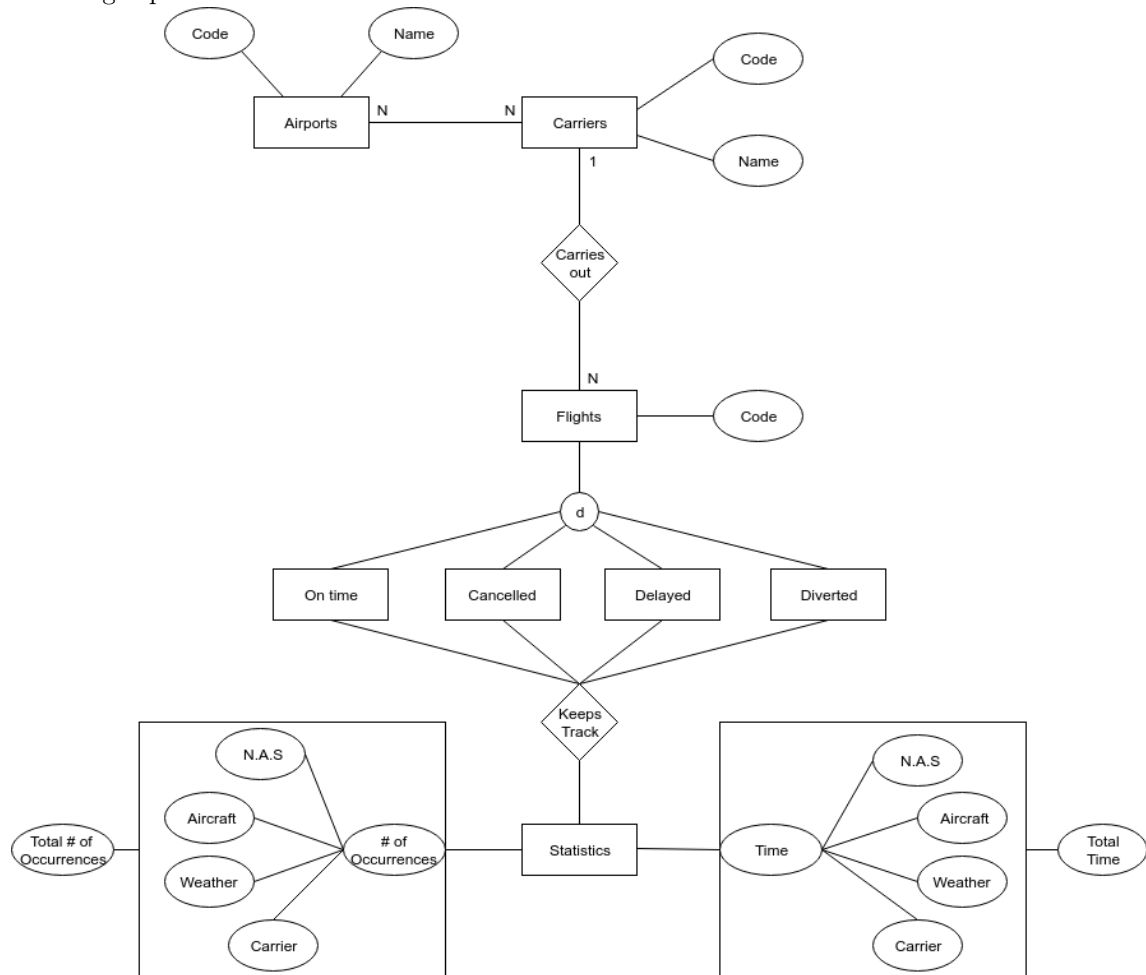 Code
Name
Code
Airports
N
N
Carriers
1
Name
Carries
out
N
Flights
Code
d
On time
Cancelled
Delayed
Diverted
Keeps
Track
N.A.S
N.A.S
Aircraft
Aircraft
Total # of
Occurrences
# of
Occurrences
Statistics
Time
Total
Time
Weather
Weather
Carrier
Carrier